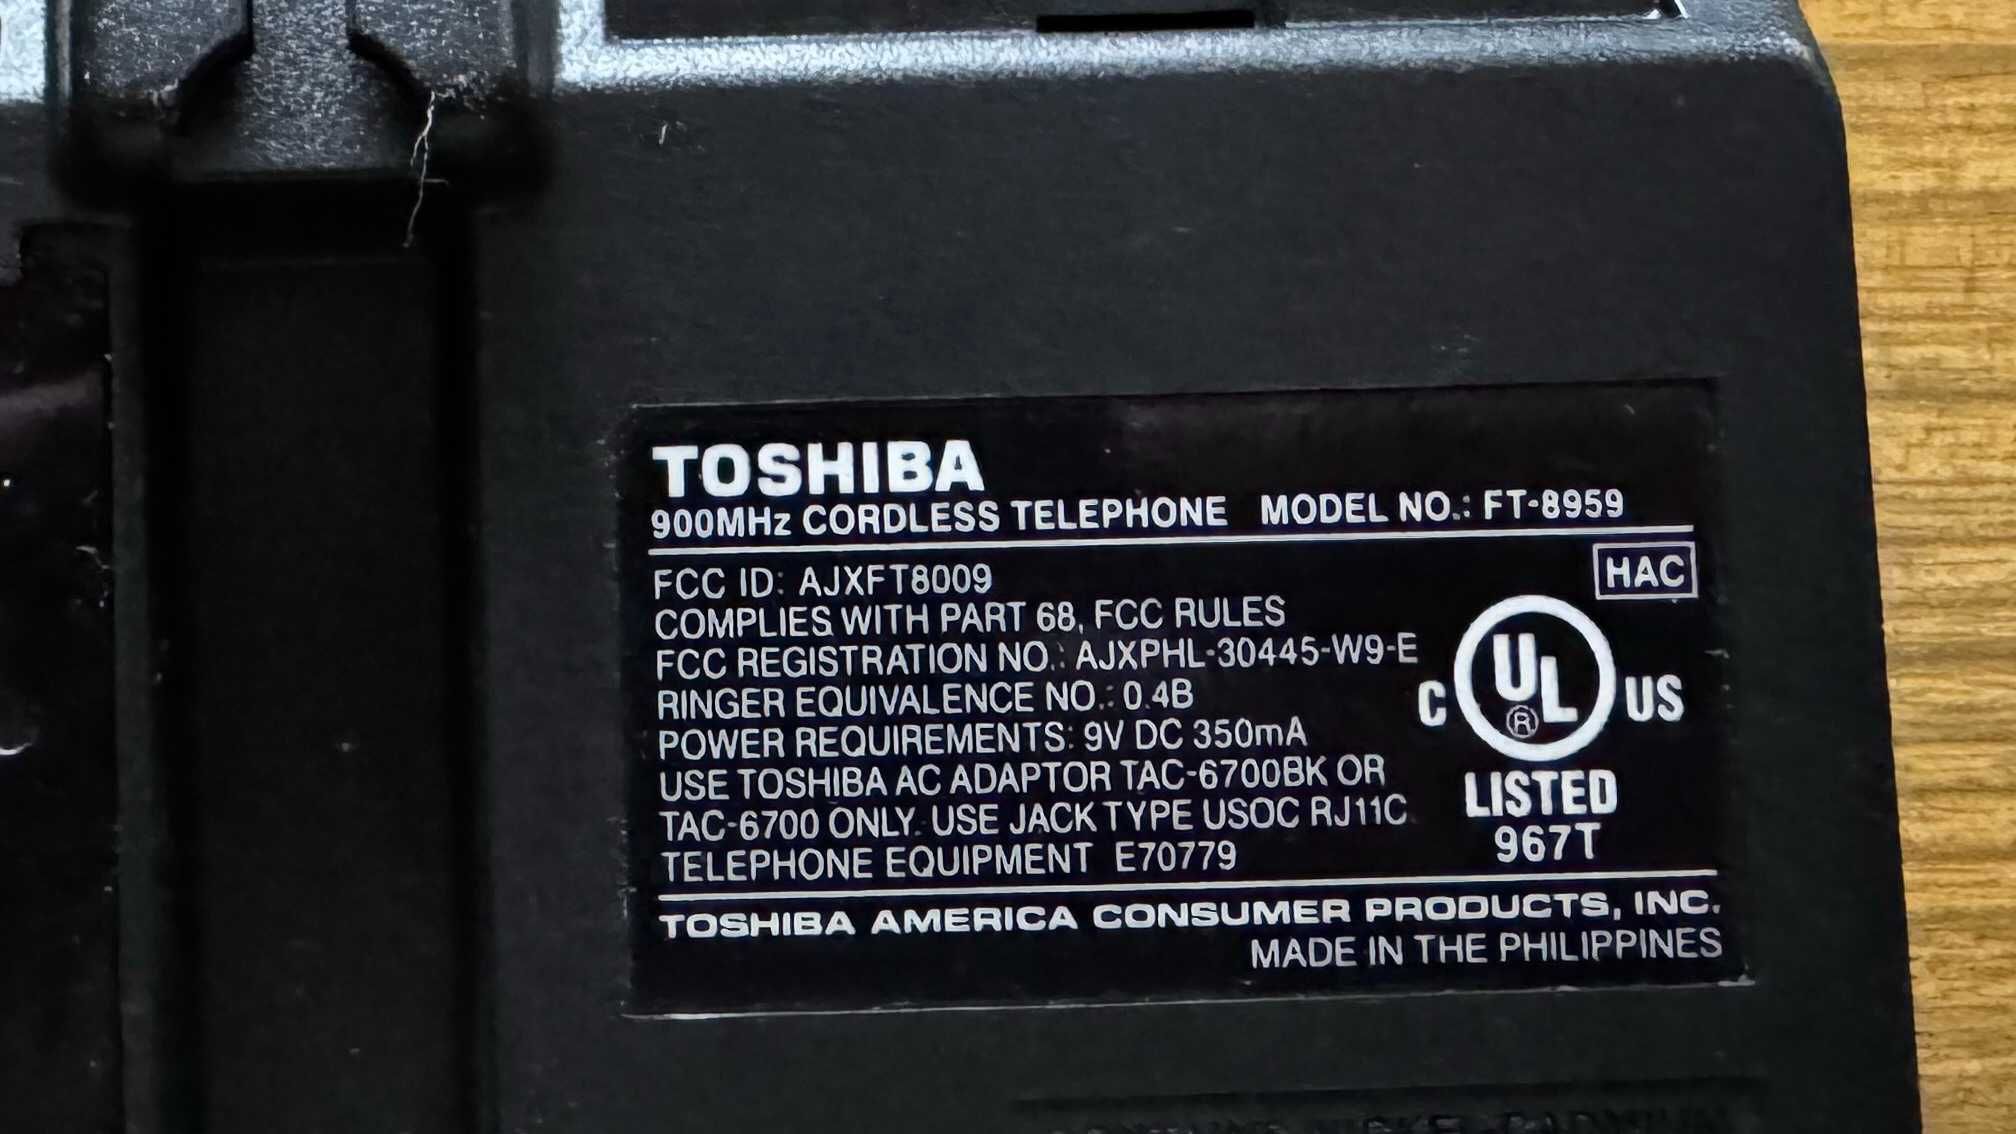 TOSHIBA
900MHz CORDLESS TELEPHONE MODEL NO.: FT-8959
HAC
FCC ID: AJXFT8009
COMPLIES WITH PART 68, FCC RULES
FCC REGISTRATION NO.: AJXPHL-30445-W9-E
RINGER EQUIVALENCE NO.: 0.4B
POWER REQUIREMENTS: 9V DC 350mA
USE TOSHIBA AC ADAPTOR TAC-6700BK OR
TAC-6700 ONLY. USE JACK TYPE USOC RJ11C
TELEPHONE EQUIPMENT E70779
C UL ® US
LISTED
967T
TOSHIBA AMERICA CONSUMER PRODUCTS, INC.
MADE IN THE PHILIPPINES